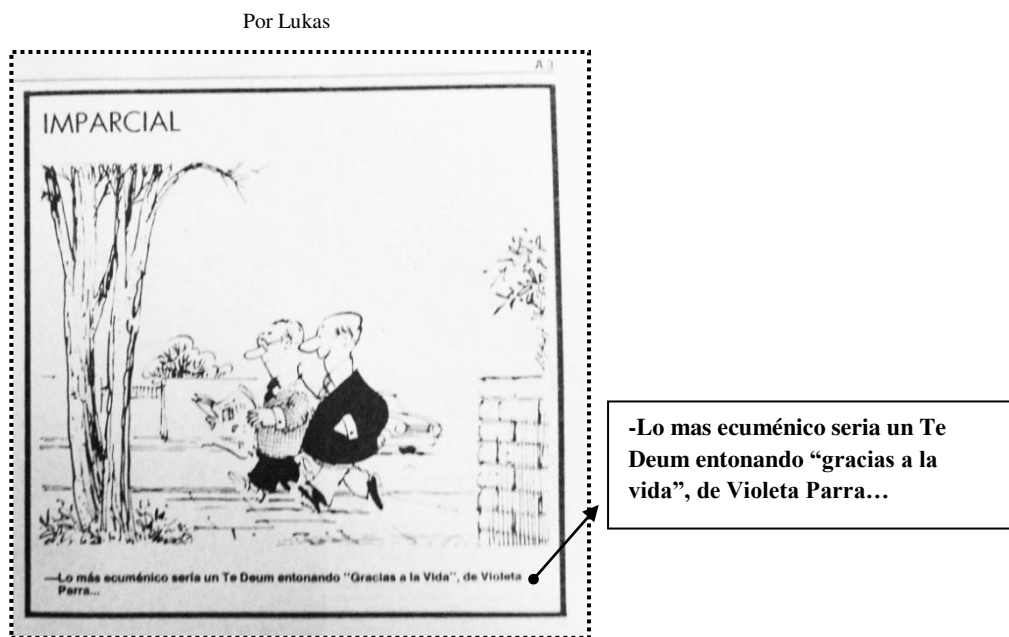 Por Lukas
A 3
IMPARCIAL
—Lo más ecuménico sería un Te Deum entonando "Gracias a la Vida", de Violeta
Parra...
-Lo mas ecuménico seria un Te
Deum entonando “gracias a la
vida”, de Violeta Parra…